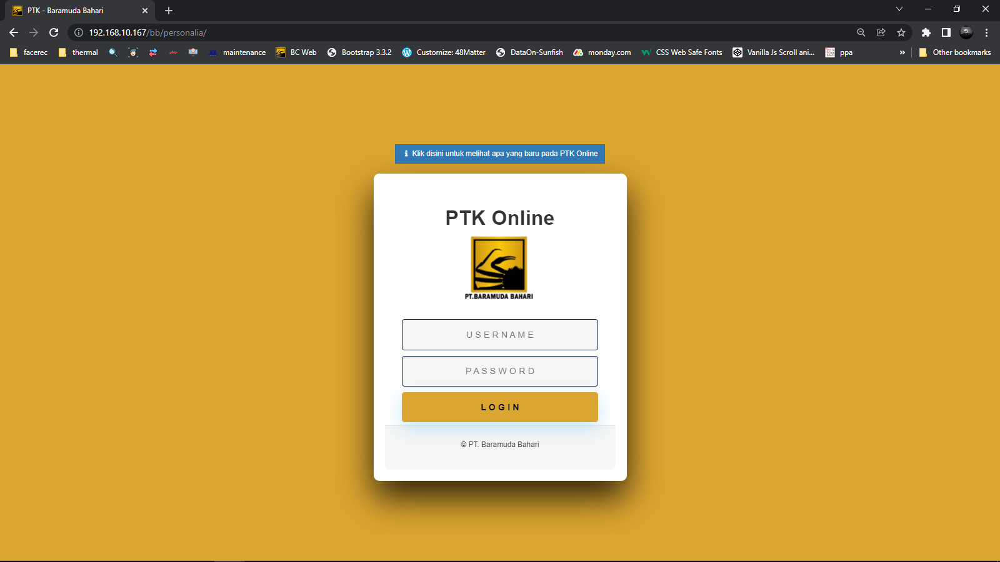 PTK - Baramuda Bahari
192.168.10.167/bb/personalia/
facerec thermal maintenance BC Web Bootstrap 3.3.2 Customize: 48Matter DataOn-Sunfish monday.com CSS Web Safe Fonts Vanilla Js Scroll ani... ppa » Other bookmarks
Klik disini untuk melihat apa yang baru pada PTK Online
PTK Online
PT.BARAMUDA BAHARI
USERNAME
PASSWORD
LOGIN
© PT. Baramuda Bahari